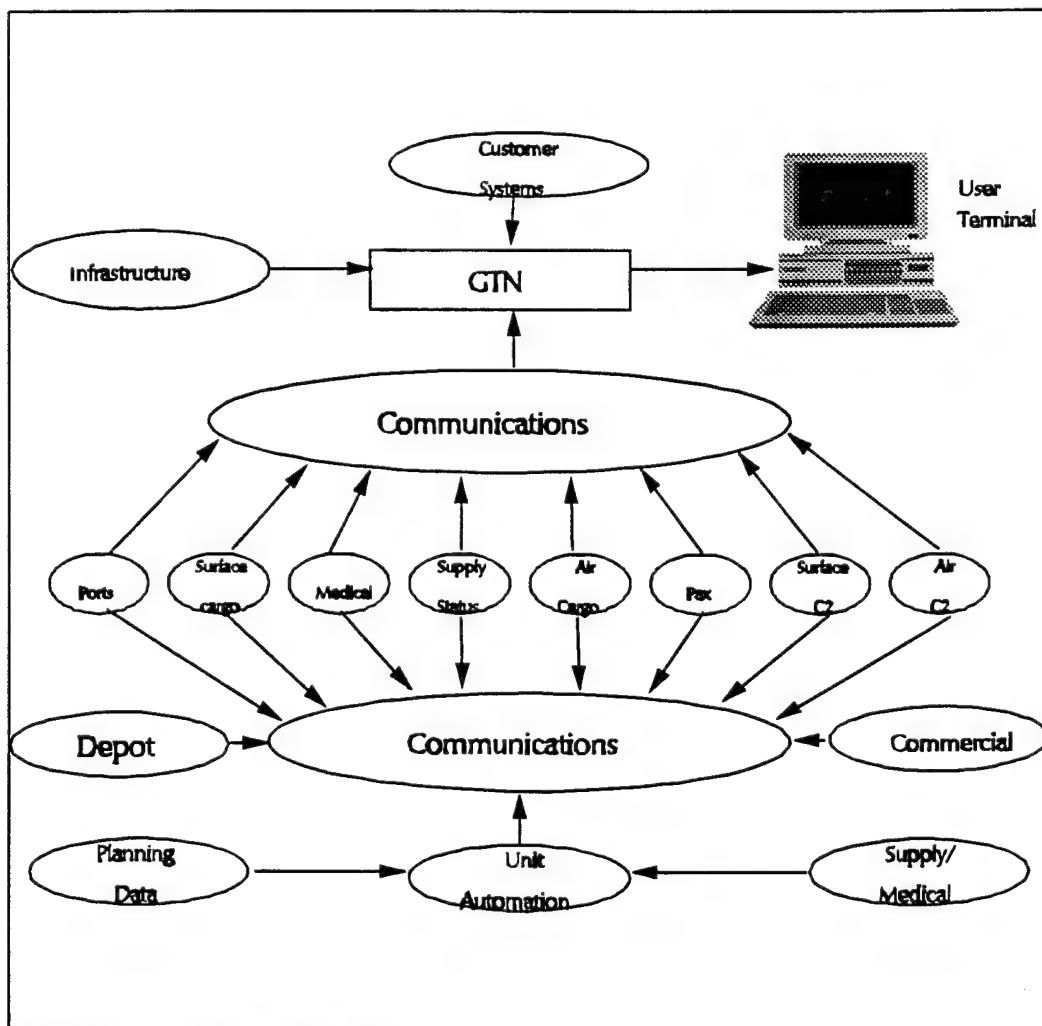 Customer
Systems
User
Terminal
Infrastructure
GTN
Communications
Ports
Surface
cargo
Medical
Supply
Status
Air
Cargo
Pax
Surface
C2
Air
C2
Depot
Communications
Commercial
Planning
Data
Unit
Automation
Supply/
Medical